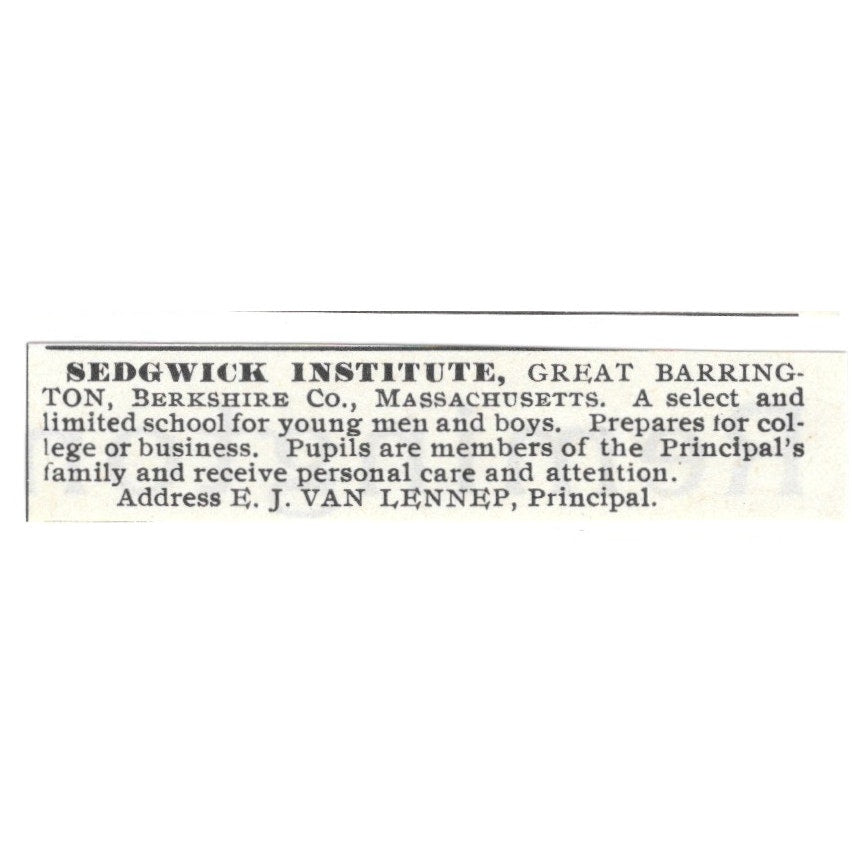 SEDGWICK INSTITUTE, GREAT BARRING-
TON, BERKSHIRE CO., MASSACHUSETTS. A select and
limited school for young men and boys. Prepares for col-
lege or business. Pupils are members of the Principal's
family and receive personal care and attention.
Address E. J. VAN LENNEP, Principal.